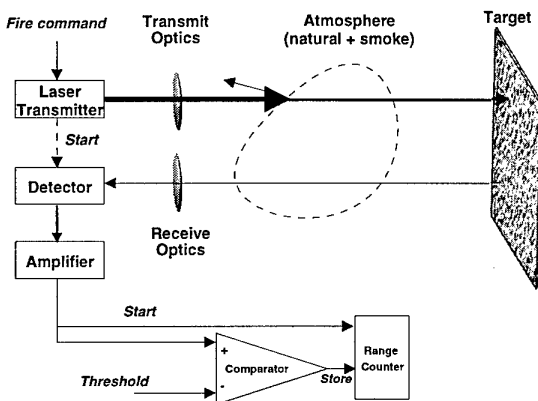 Fire command
Transmit
Optics
Atmosphere
(natural + smoke)
Target
Laser
Transmitter
Start
Detector
Receive
Optics
Amplifier
Start
+
Comparator
-
Threshold
Store
Range
Counter